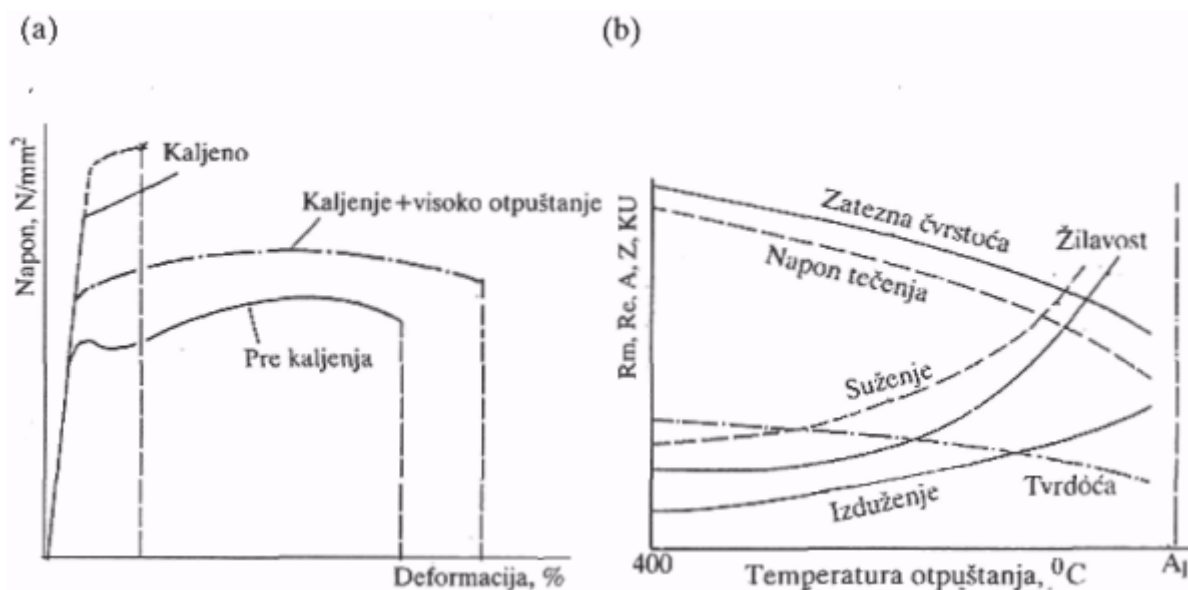 (a)
Napon, N/mm²
Kaljeno
Kaljenje+visoko otpuštanje
Pre kaljenja
Deformacija, %
(b)
Rm, Re, A, Z, KU
Zatezna čvrstoća
Žilavost
Napon tečenja
Suženje
Izduženje
Tvrdoća
400
Temperatura otpuštanja, ⁰C
A₁